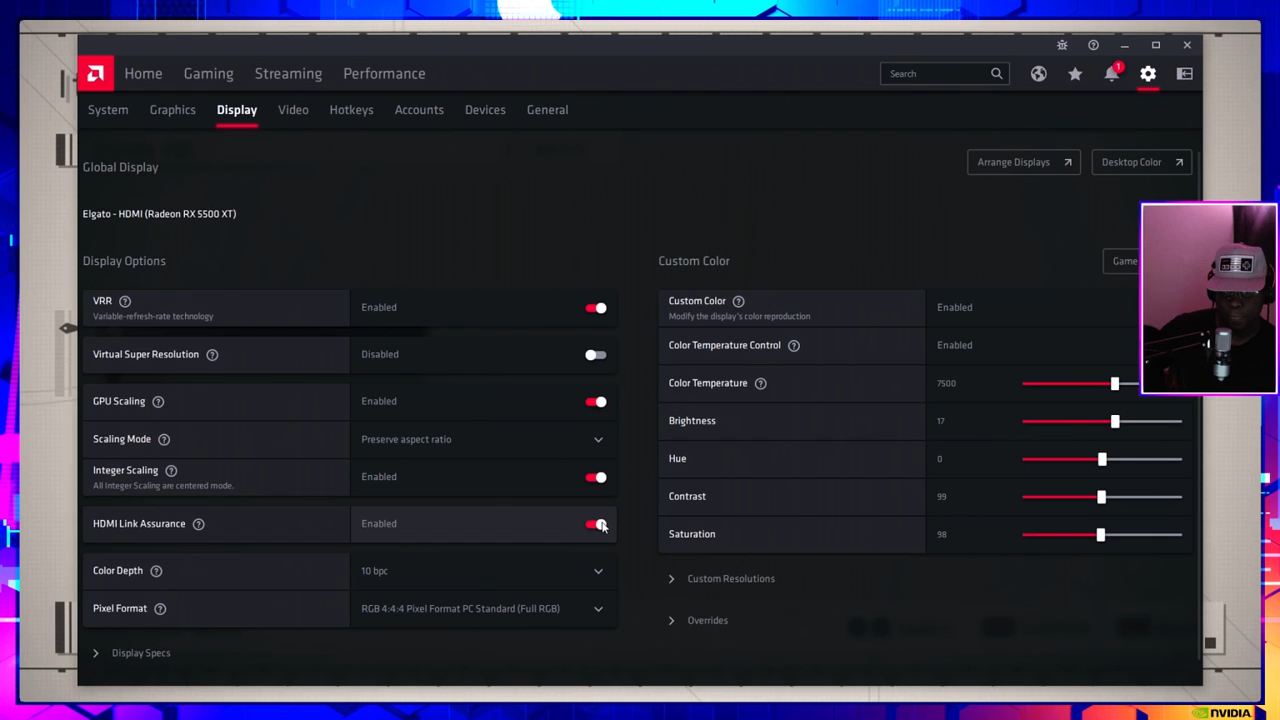 Home Gaming Streaming Performance
Search
1
System Graphics Display Video Hotkeys Accounts Devices General
Global Display
Arrange Displays
Desktop Color
Elgato - HDMI (Radeon RX 5500 XT)
Display Options
VRR
Variable-refresh-rate technology
Enabled
Virtual Super Resolution
Disabled
GPU Scaling
Enabled
Scaling Mode
Preserve aspect ratio
Integer Scaling
All Integer Scaling are centered mode.
Enabled
HDMI Link Assurance
Enabled
Color Depth
10 bpc
Pixel Format
RGB 4:4:4 Pixel Format PC Standard (Full RGB)
Display Specs
Custom Color
Game
Custom Color
Modify the display's color reproduction
Enabled
Color Temperature Control
Enabled
Color Temperature
7500
Brightness
17
Hue
0
Contrast
99
Saturation
98
Custom Resolutions
Overrides
NVIDIA